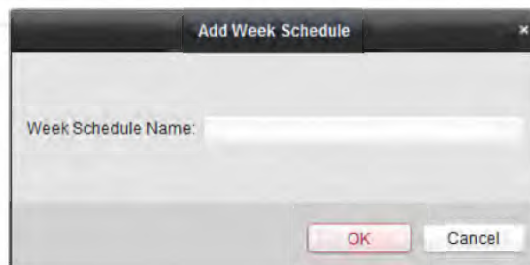 Add Week Schedule
×
Week Schedule Name:
OK
Cancel